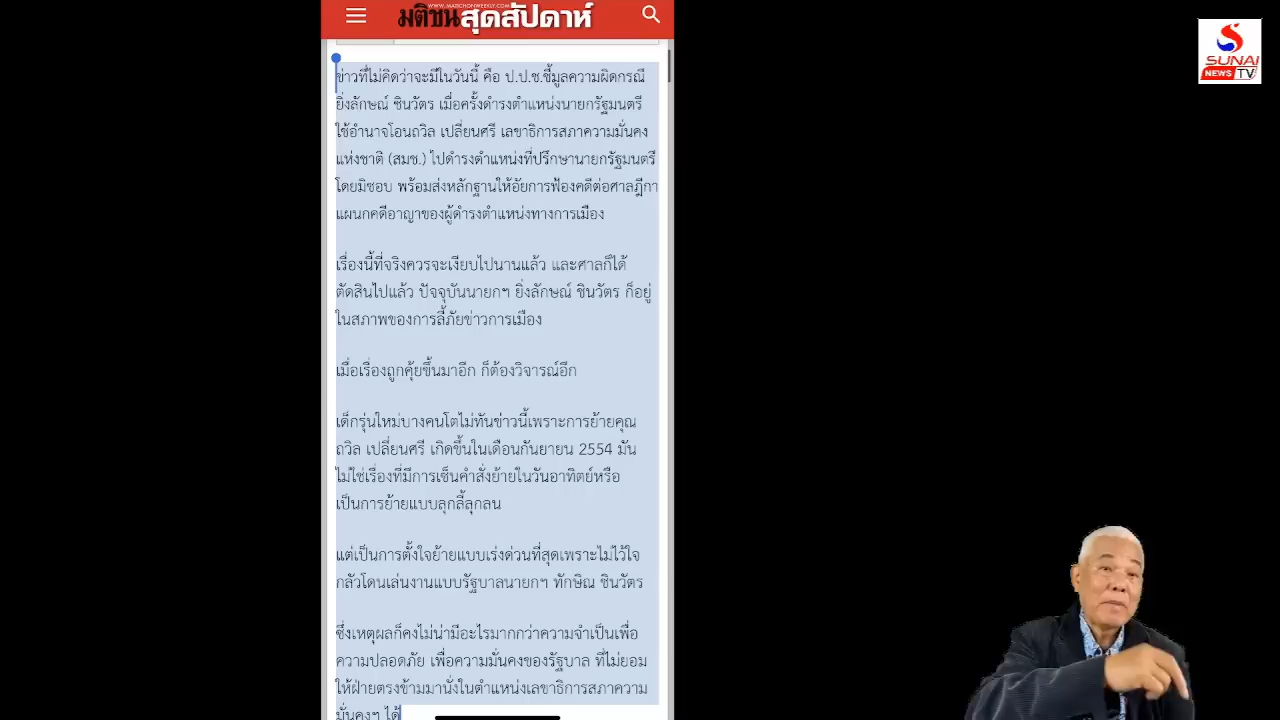 WWW.MATICHONWEEKLY.COM
มติชนสุดสัปดาห์
SUNAI
NEWS TV
ข่าวที่ไม่คิดว่าจะมีในวันนี้ คือ ป.ป.ช.ชี้มูลความผิดกรณี
ยิ่งลักษณ์ ชินวัตร เมื่อครั้งดำรงตำแหน่งนายกรัฐมนตรี
ใช้อำนาจโอนถวิล เปลี่ยนศรี เลขาธิการสภาความมั่นคง
แห่งชาติ (สมช.) ไปดำรงตำแหน่งที่ปรึกษานายกรัฐมนตรี
โดยมิชอบ พร้อมส่งหลักฐานให้อัยการฟ้องคดีต่อศาลฎีกา
แผนกคดีอาญาของผู้ดำรงตำแหน่งทางการเมือง
เรื่องนี้ที่จริงควรจะเงียบไปนานแล้ว และศาลก็ได้
ตัดสินไปแล้ว ปัจจุบันนายกฯ ยิ่งลักษณ์ ชินวัตร ก็อยู่
ในสภาพของการลี้ภัยข่าวการเมือง
เมื่อเรื่องถูกคุ้ยขึ้นมาอีก ก็ต้องวิจารณ์อีก
เด็กรุ่นใหม่บางคนโตไม่ทันข่าวนี้เพราะการย้ายคุณ
ถวิล เปลี่ยนศรี เกิดขึ้นในเดือนกันยายน 2554 มัน
ไม่ใช่เรื่องที่มีการเซ็นคำสั่งย้ายในวันอาทิตย์หรือ
เป็นการย้ายแบบลุกลี้ลุกลน
แต่เป็นการตั้งใจย้ายแบบเร่งด่วนที่สุดเพราะไม่ไว้ใจ
กลัวโดนเล่นงานแบบรัฐบาลนายกฯ ทักษิณ ชินวัตร
ซึ่งเหตุผลก็คงไม่น่ามีอะไรมากกว่าความจำเป็นเพื่อ
ความปลอดภัย เพื่อความมั่นคงของรัฐบาล ที่ไม่ยอม
ให้ฝ่ายตรงข้ามมานั่งในตำแหน่งเลขาธิการสภาความ
มั่นคงฯ ได้